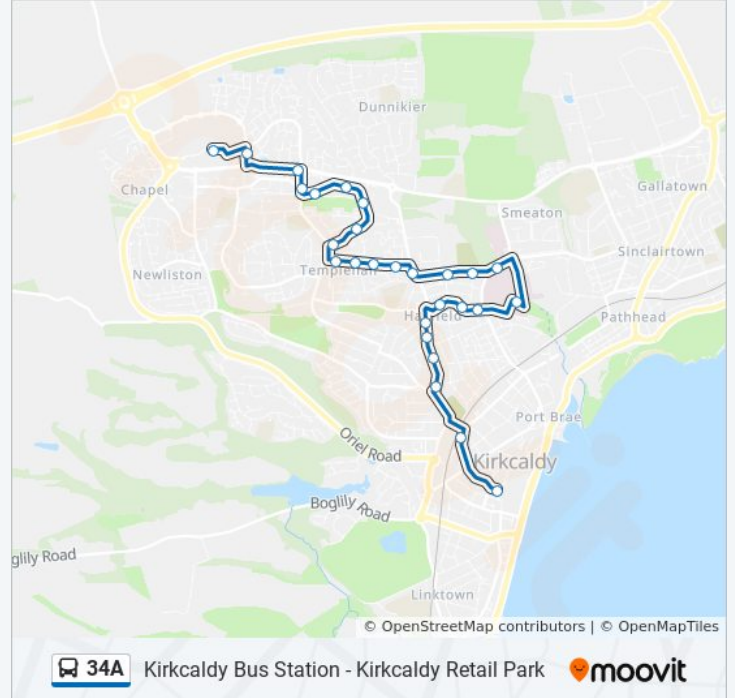 Dunnikier
Chapel
Gallatown
Smeaton
Sinclairtown
Templehall
Newliston
Hayfield
Pathhead
Port Brae
Oriel Road
Kirkcaldy
Boglily Road
glily Road
Linktown
© OpenStreetMap contributors | © OpenMapTiles
34A Kirkcaldy Bus Station - Kirkcaldy Retail Park moovit